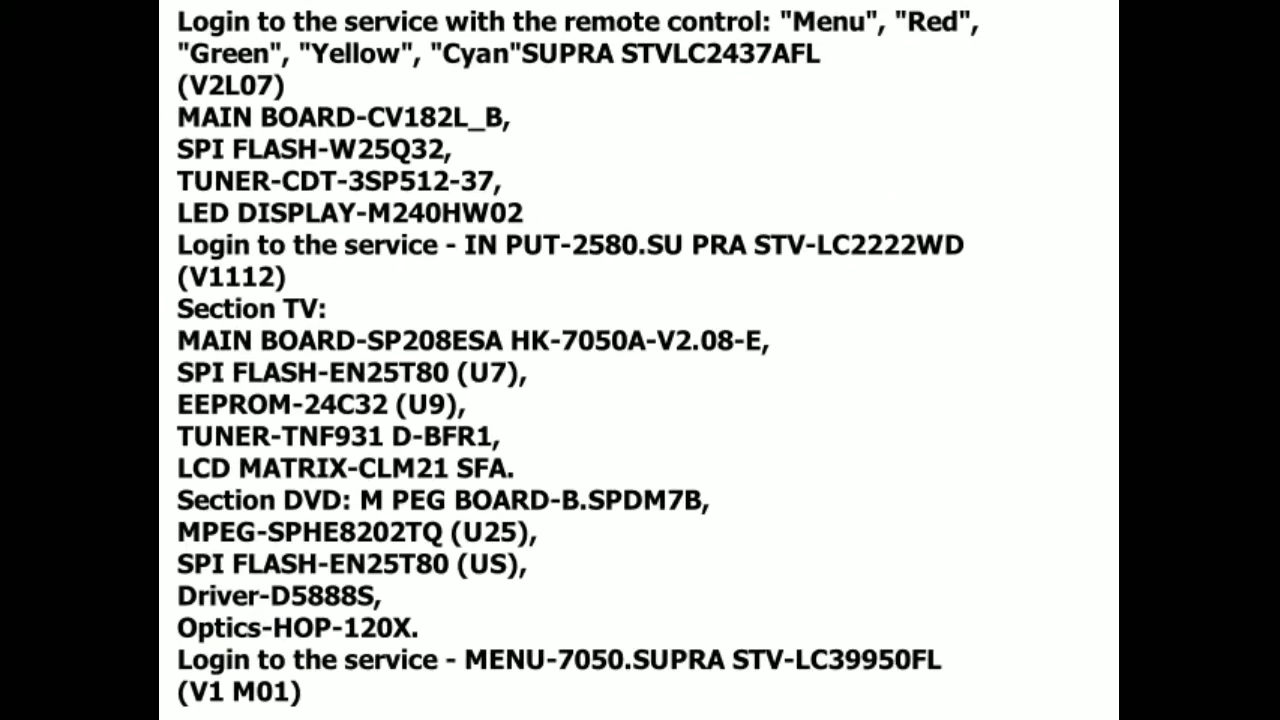 Login to the service with the remote control: "Menu", "Red",
"Green", "Yellow", "Cyan"SUPRA STVLC2437AFL
(V2L07)
MAIN BOARD-CV182L_B,
SPI FLASH-W25Q32,
TUNER-CDT-3SP512-37,
LED DISPLAY-M240HW02
Login to the service - IN PUT-2580.SU PRA STV-LC2222WD
(V1112)
Section TV:
MAIN BOARD-SP208ESA HK-7050A-V2.08-E,
SPI FLASH-EN25T80 (U7),
EEPROM-24C32 (U9),
TUNER-TNF931 D-BFR1,
LCD MATRIX-CLM21 SFA.
Section DVD: M PEG BOARD-B.SPDM7B,
MPEG-SPHE8202TQ (U25),
SPI FLASH-EN25T80 (US),
Driver-D5888S,
Optics-HOP-120X.
Login to the service - MENU-7050.SUPRA STV-LC39950FL
(V1 M01)